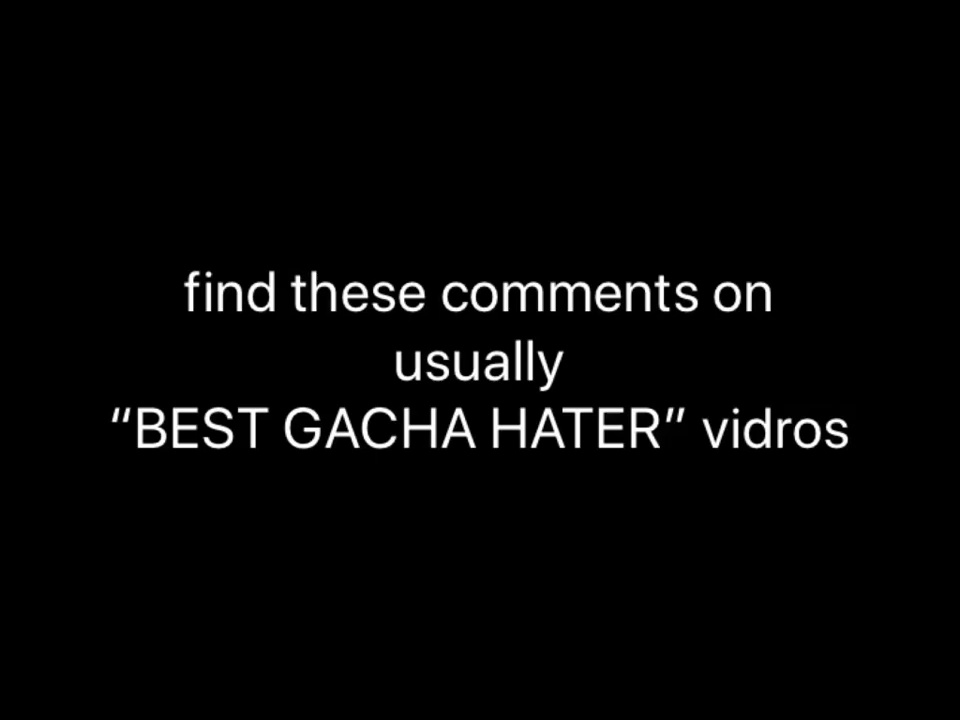 find these comments on
usually
“BEST GACHA HATER” vidros